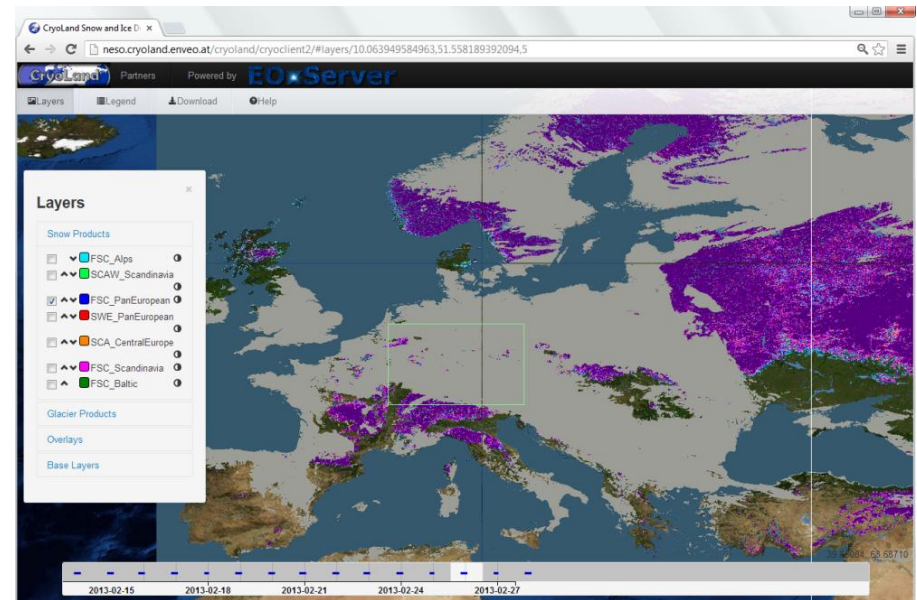 CryoLand Snow and Ice D
neso.cryoland.enveo.at/cryoland/cryoclient2/#layers/10.063949584963,51.558189392094,5
CryoLand Partners Powered by EOxServer
Layers Legend Download Help
Layers
Snow Products
FSC_Alps
SCAW_Scandinavia
FSC_PanEuropean
SWE_PanEuropean
SCA_CentralEurope
FSC_Scandinavia
FSC_Baltic
Glacier Products
Overlays
Base Layers
2013-02-15 2013-02-18 2013-02-21 2013-02-24 2013-02-27